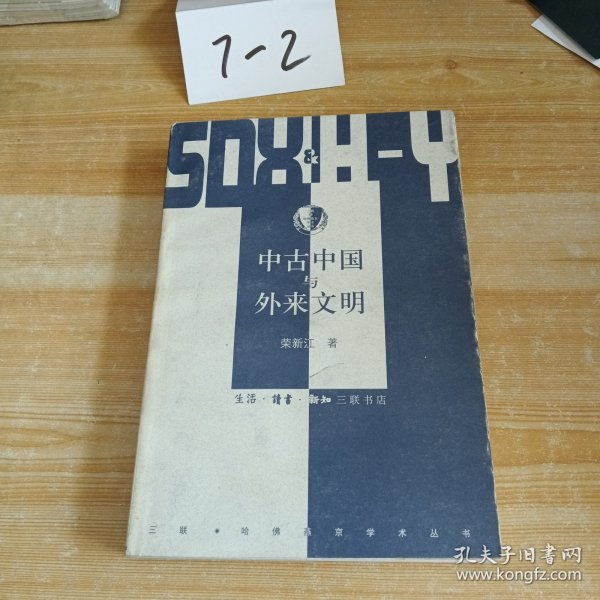 7-2
SDX&H-Y
中古中国
与
外来文明
荣新江 著
生活·讀書·新知 三联书店
三联·哈佛燕京学术丛书
孔夫子旧书网
www.kongfz.com